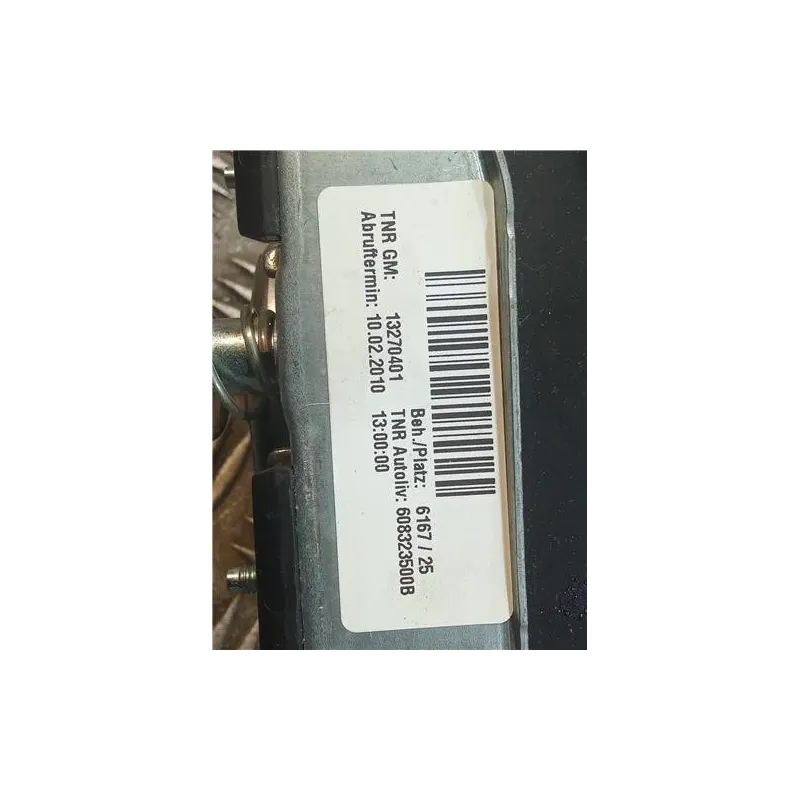 Beh./Platz: 6167 / 25
TNR GM: 13270401 TNR Autoliv: 608323500B
Abruftermin: 10.02.2010 13:00:00